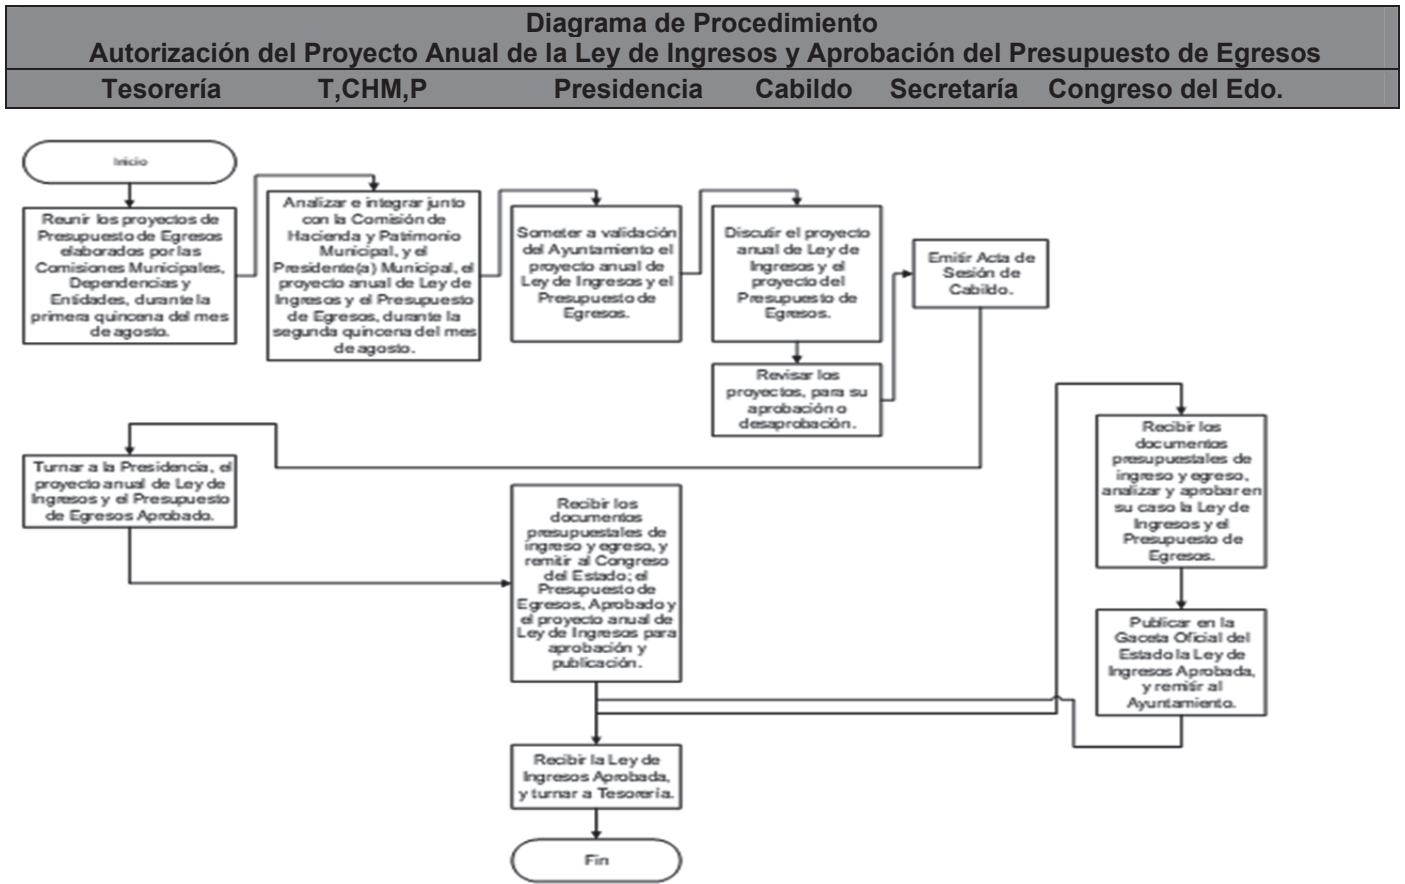 Diagrama de Procedimiento
Autorización del Proyecto Anual de la Ley de Ingresos y Aprobación del Presupuesto de Egresos
Tesorería T,CHM,P Presidencia Cabildo Secretaría Congreso del Edo.
Inicio
Reunir los proyectos de
Presupuesto de Egresos
elaborados por las
Comisiones Municipales,
Dependencias y
Entidades, durante la
primera quincena del mes
de agosto.
Analizar e integrar junto
con la Comisión de
Hacienda y Patrimonio
Municipal, y el
Presidente(a) Municipal, el
proyecto anual de Ley de
Ingresos y el Presupuesto
de Egresos, durante la
segunda quincena del mes
de agosto.
Someter a validación
del Ayuntamiento el
proyecto anual de
Ley de Ingresos y el
Presupuesto de
Egresos.
Discutir el proyecto
anual de Ley de
Ingresos y el
proyecto del
Presupuesto de
Egresos.
Revisar los
proyectos, para su
aprobación o
desaprobación.
Emitir Acta de
Sesión de
Cabildo.
Turnar a la Presidencia, el
proyecto anual de Ley de
Ingresos y el Presupuesto
de Egresos Aprobado.
Recibir los
documentos
presupuestales de
ingreso y egreso, y
remitir al Congreso
del Estado; el
Presupuesto de
Egresos, Aprobado y
el proyecto anual de
Ley de Ingresos para
aprobación y
publicación.
Recibir los
documentos
presupuestales de
ingreso y egreso,
analizar y aprobar en
su caso la Ley de
Ingresos y el
Presupuesto de
Egresos.
Publicar en la
Gaceta Oficial del
Estado la Ley de
Ingresos Aprobada,
y remitir al
Ayuntamiento.
Recibir la Ley de
Ingresos Aprobada,
y turnar a Tesorería.
Fin